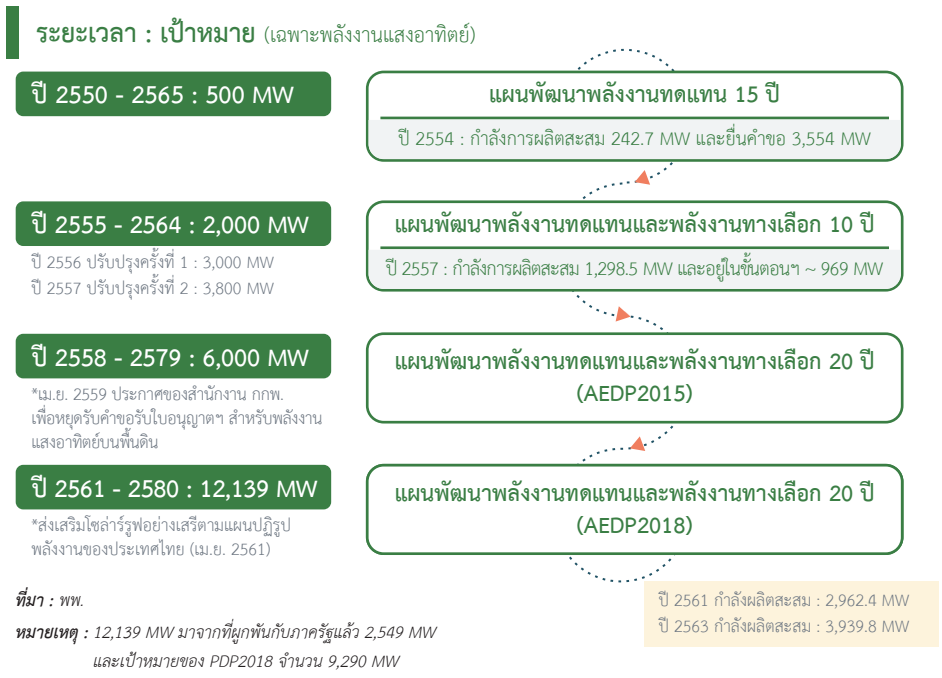 ระยะเวลา : เป้าหมาย (เฉพาะพลังงานแสงอาทิตย์)
ปี 2550 - 2565 : 500 MW
แผนพัฒนาพลังงานทดแทน 15 ปี
ปี 2554 : กำลังการผลิตสะสม 242.7 MW และยื่นคำขอ 3,554 MW
ปี 2555 - 2564 : 2,000 MW
ปี 2556 ปรับปรุงครั้งที่ 1 : 3,000 MW
ปี 2557 ปรับปรุงครั้งที่ 2 : 3,800 MW
แผนพัฒนาพลังงานทดแทนและพลังงานทางเลือก 10 ปี
ปี 2557 : กำลังการผลิตสะสม 1,298.5 MW และอยู่ในขั้นตอนฯ ~ 969 MW
ปี 2558 - 2579 : 6,000 MW
*เม.ย. 2559 ประกาศของสำนักงาน กกพ.
เพื่อหยุดรับคำขอรับใบอนุญาตฯ สำหรับพลังงาน
แสงอาทิตย์บนพื้นดิน
แผนพัฒนาพลังงานทดแทนและพลังงานทางเลือก 20 ปี
(AEDP2015)
ปี 2561 - 2580 : 12,139 MW
*ส่งเสริมโซล่าร์รูฟอย่างเสรีตามแผนปฏิรูป
พลังงานของประเทศไทย (เม.ย. 2561)
แผนพัฒนาพลังงานทดแทนและพลังงานทางเลือก 20 ปี
(AEDP2018)
ที่มา : พพ.
หมายเหตุ : 12,139 MW มาจากที่ผูกพันกับภาครัฐแล้ว 2,549 MW
และเป้าหมายของ PDP2018 จำนวน 9,290 MW
ปี 2561 กำลังผลิตสะสม : 2,962.4 MW
ปี 2563 กำลังผลิตสะสม : 3,939.8 MW